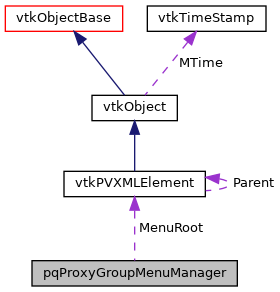 vtkObjectBase
vtkTimeStamp
MTime
vtkObject
vtkPVXMLElement
Parent
MenuRoot
pqProxyGroupMenuManager